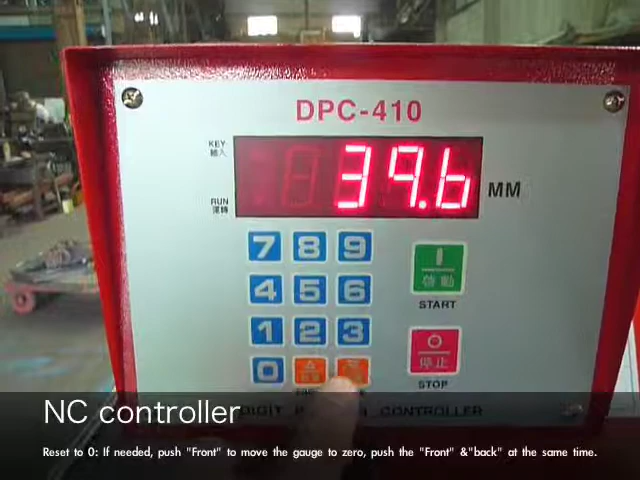 DPC-410
KEY
輸入
39.6 MM
RUN
運轉
7 8 9
4 5 6
啓動
START
1 2 3
停止
0
STOP
CONTROLLER
NC controller
Reset to 0: If needed, push "Front" to move the gauge to zero, push the "Front" &"back" at the same time.